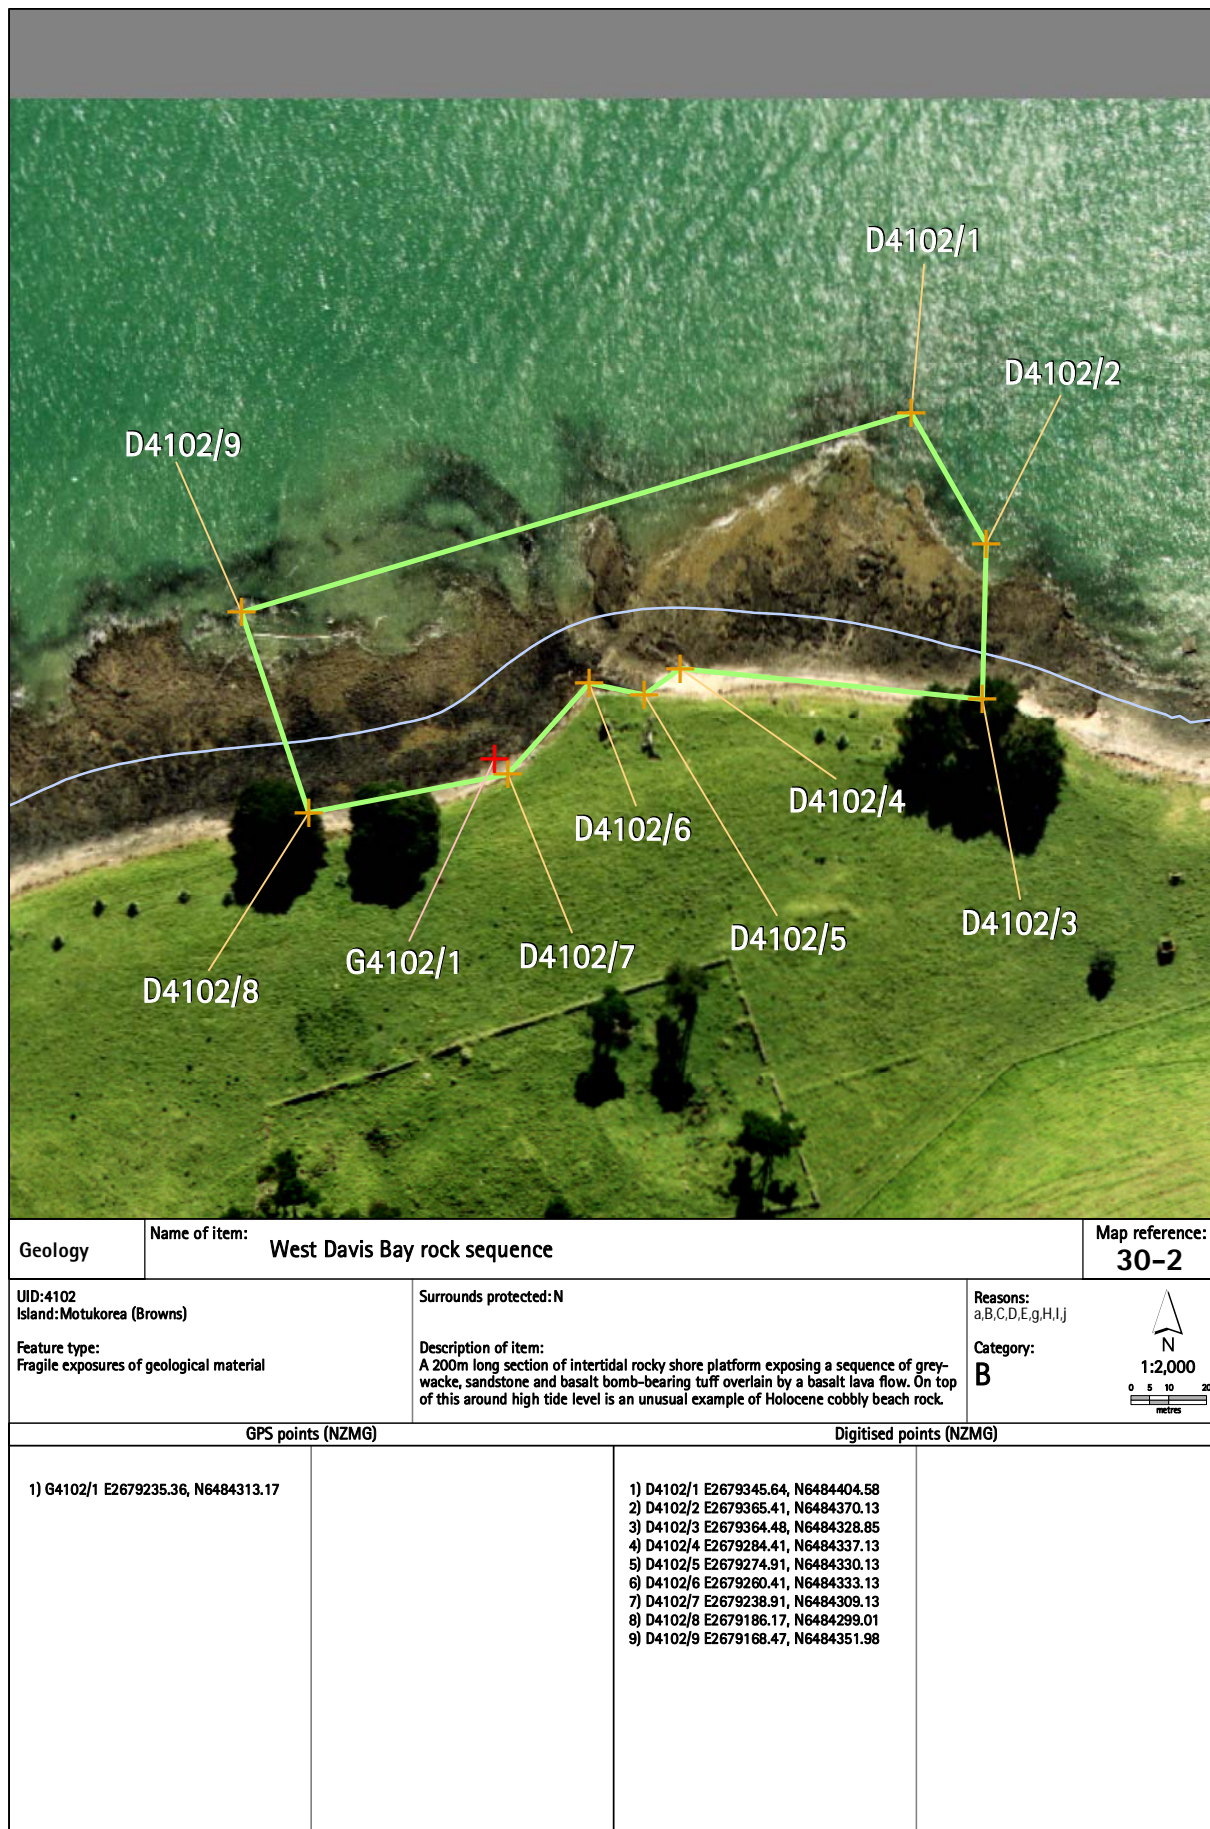 D4102/1
D4102/2
D4102/9
D4102/4
D4102/6
D4102/3
D4102/5
D4102/7
G4102/1
D4102/8
Geology
Name of item:
West Davis Bay rock sequence
Map reference:
30-2
UID:4102
Island:Motukorea (Browns)
Feature type:
Fragile exposures of geological material
Surrounds protected:N
Description of item:
A 200m long section of intertidal rocky shore platform exposing a sequence of grey-
wacke, sandstone and basalt bomb-bearing tuff overlain by a basalt lava flow. On top
of this around high tide level is an unusual example of Holocene cobbly beach rock.
Reasons:
a,B,C,D,E,g,H,I,j
Category:
B
N
1:2,000
0 5 10 20
metres
GPS points (NZMG)
Digitised points (NZMG)
1) G4102/1 E2679235.36, N6484313.17
1) D4102/1 E2679345.64, N6484404.58
2) D4102/2 E2679365.41, N6484370.13
3) D4102/3 E2679364.48, N6484328.85
4) D4102/4 E2679284.41, N6484337.13
5) D4102/5 E2679274.91, N6484330.13
6) D4102/6 E2679260.41, N6484333.13
7) D4102/7 E2679238.91, N6484309.13
8) D4102/8 E2679186.17, N6484299.01
9) D4102/9 E2679168.47, N6484351.98